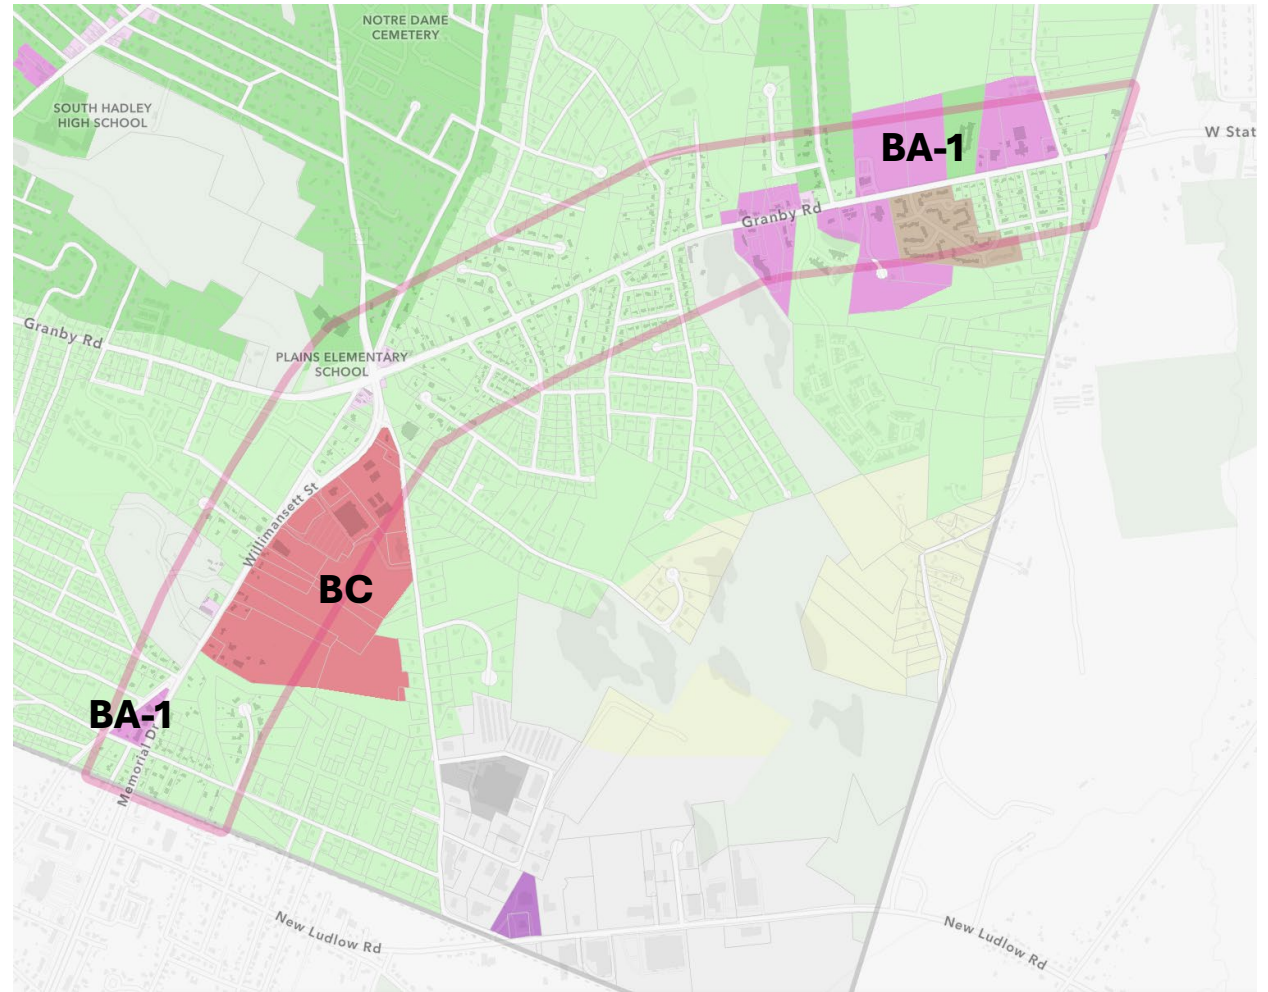 NOTRE DAME
CEMETERY
SOUTH HADLEY
HIGH SCHOOL
W Stat
BA-1
Granby Rd
Granby Rd
PLAINS ELEMENTARY
SCHOOL
Willimansett St
BC
BA-1
Memorial Dr
New Ludlow Rd
New Ludlow Rd